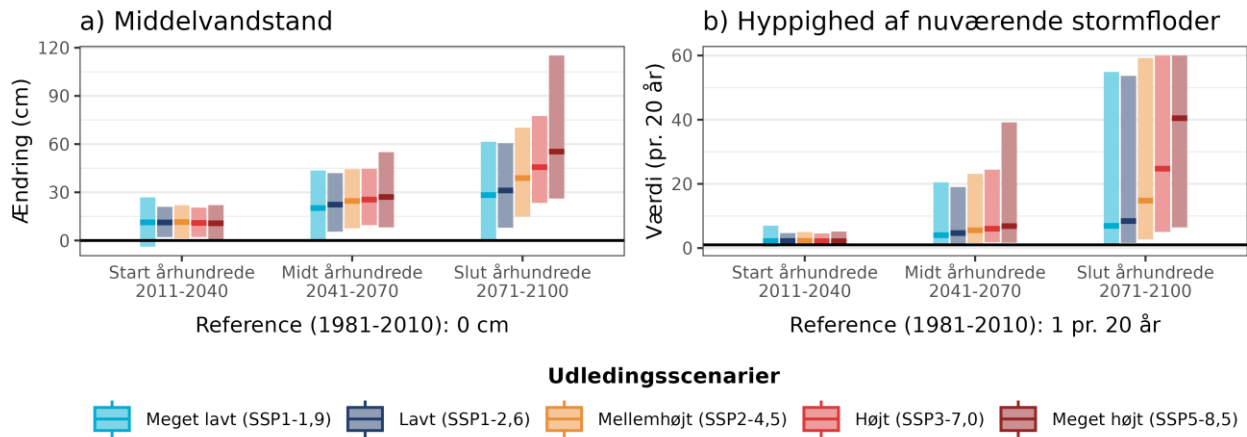 a) Middelvandstand
Ændring (cm)
120
90
60
30
0
Start århundrede
2011-2040
Midt århundrede
2041-2070
Slut århundrede
2071-2100
Reference (1981-2010): 0 cm
b) Hyppighed af nuværende stormfloder
Værdi (pr. 20 år)
60
40
20
0
Start århundrede
2011-2040
Midt århundrede
2041-2070
Slut århundrede
2071-2100
Reference (1981-2010): 1 pr. 20 år
Udledingsscenarier
Meget lavt (SSP1-1,9)
Lavt (SSP1-2,6)
Mellemhøjt (SSP2-4,5)
Højt (SSP3-7,0)
Meget højt (SSP5-8,5)